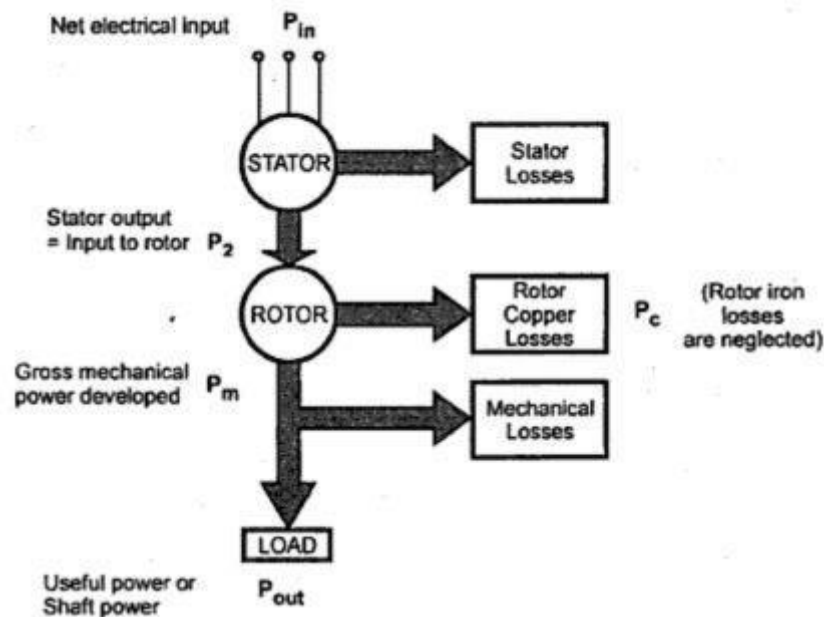 Net electrical input
P_in
STATOR
Stator
Losses
Stator output
= Input to rotor P_2
ROTOR
Rotor
Copper
Losses
P_c
(Rotor iron
losses
are neglected)
Gross mechanical
power developed P_m
Mechanical
Losses
LOAD
Useful power or
Shaft power
P_out